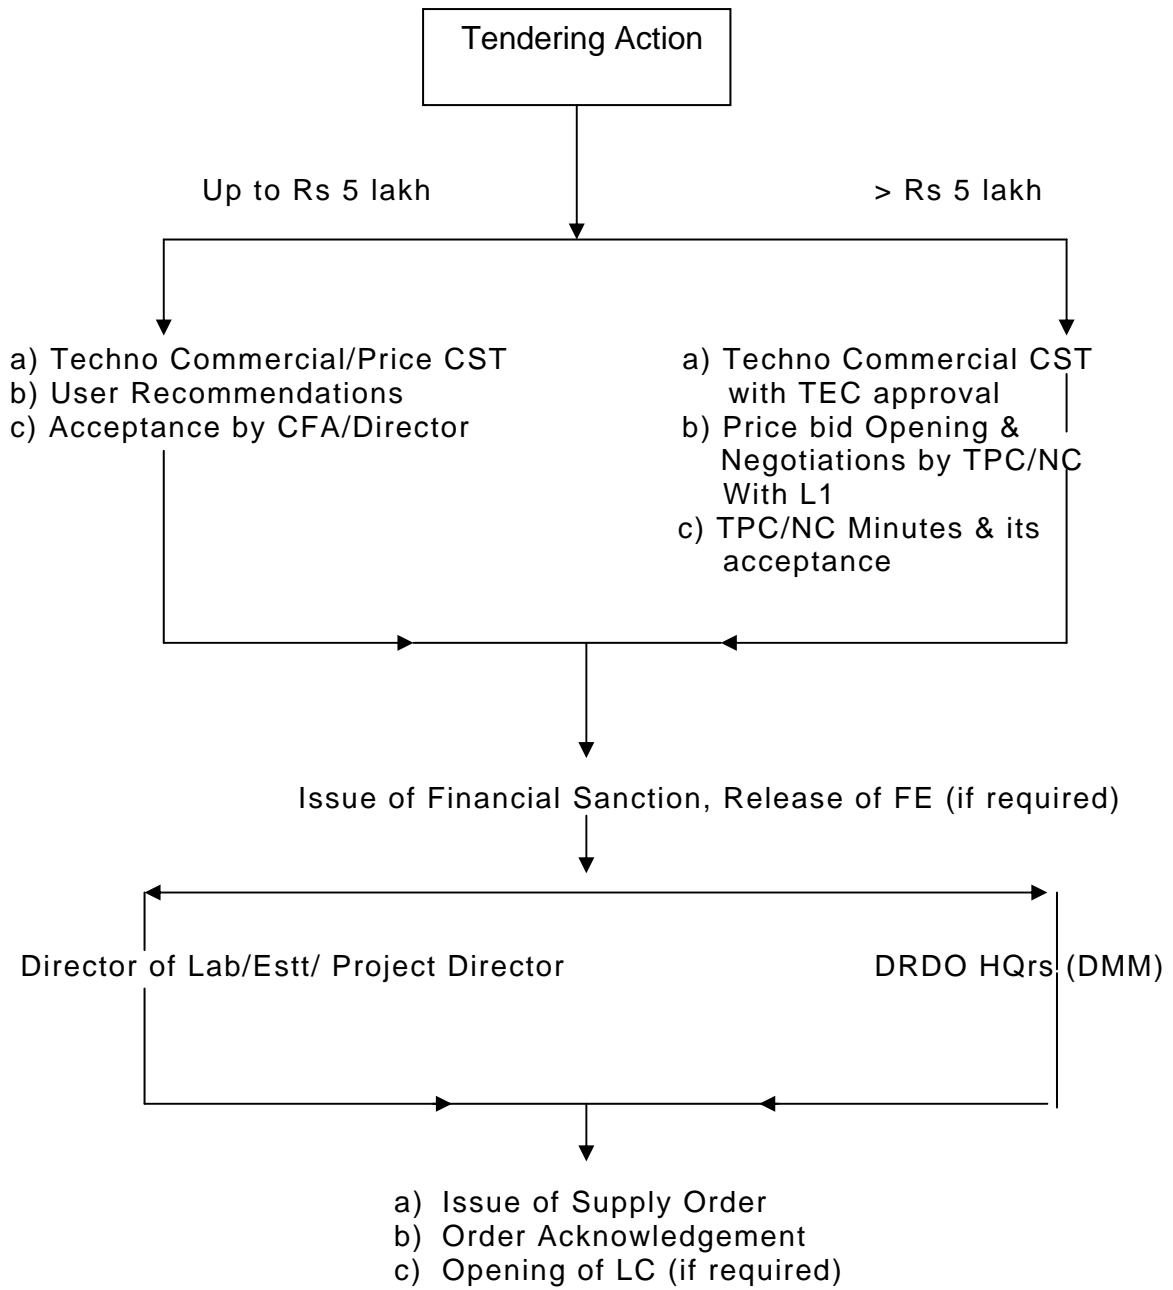 Tendering Action
Up to Rs 5 lakh
> Rs 5 lakh
a) Techno Commercial/Price CST
b) User Recommendations
c) Acceptance by CFA/Director
a) Techno Commercial CST
with TEC approval
b) Price bid Opening &
Negotiations by TPC/NC
With L1
c) TPC/NC Minutes & its
acceptance
Issue of Financial Sanction, Release of FE (if required)
Director of Lab/Estt/ Project Director
DRDO HQrs (DMM)
a) Issue of Supply Order
b) Order Acknowledgement
c) Opening of LC (if required)